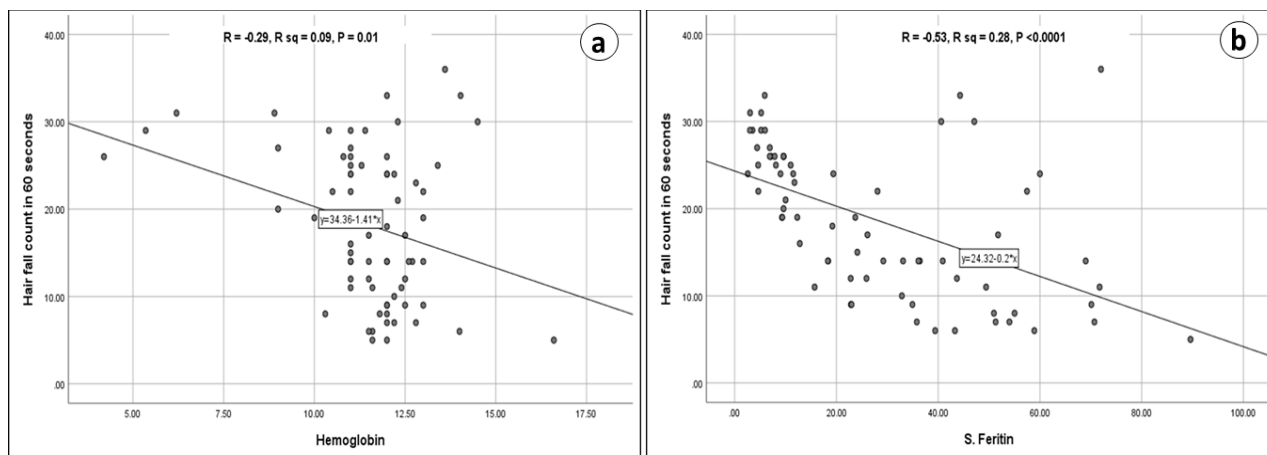 R = -0.29, R sq = 0.09, P = 0.01
a
40.00
30.00
20.00
10.00
.00
Hair fall count in 60 seconds
y=34.36-1.41*x
5.00 7.50 10.00 12.50 15.00 17.50
Hemoglobin
R = -0.53, R sq = 0.28, P <0.0001
b
40.00
30.00
20.00
10.00
.00
Hair fall count in 60 seconds
y=24.32-0.2*x
.00 20.00 40.00 60.00 80.00 100.00
S. Feritin